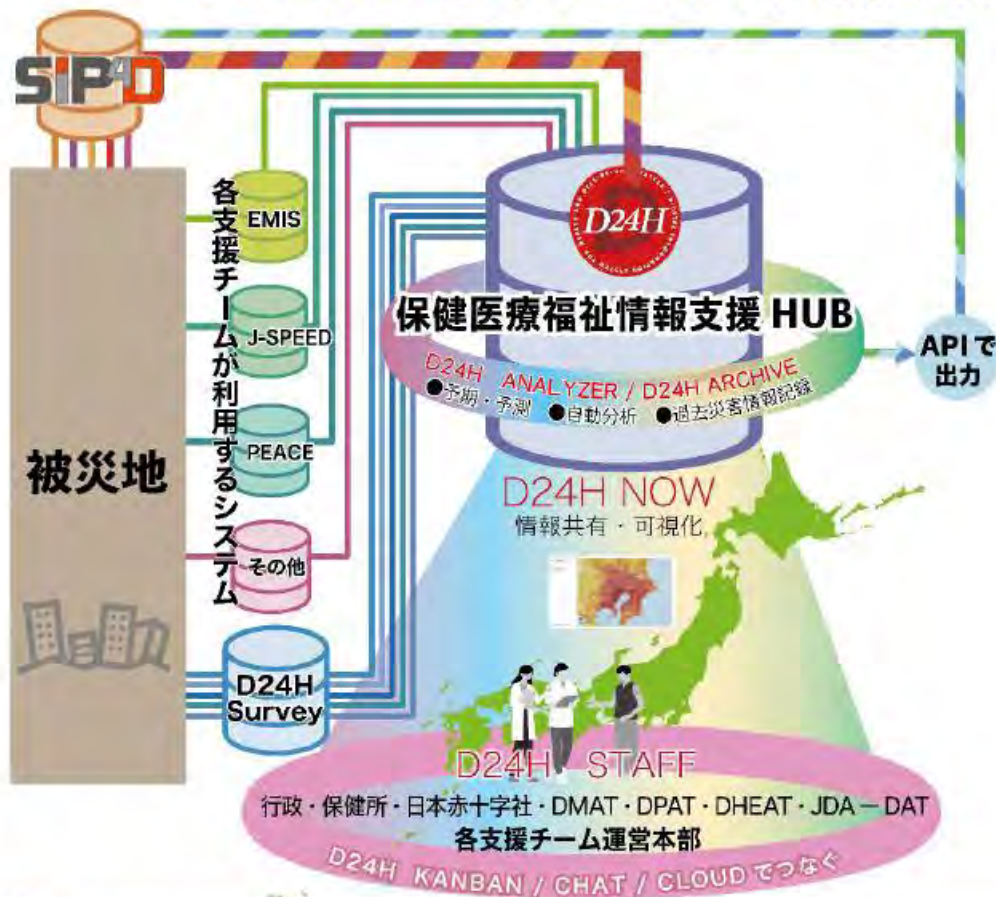 SIP4D
被災地
各支援チームが利用するシステム
EMIS
J-SPEED
PEACE
その他
D24H
Survey
D24H
保健医療福祉情報支援 HUB
D24H ANALYZER / D24H ARCHIVE
●予期・予測 ●自動分析 ●過去災害情報記録
APIで
出力
D24H NOW
情報共有・可視化
D24H STAFF
行政・保健所・日本赤十字社・DMAT・DPAT・DHEAT・JDA－DAT
各支援チーム運営本部
D24H KANBAN / CHAT / CLOUDでつなぐ